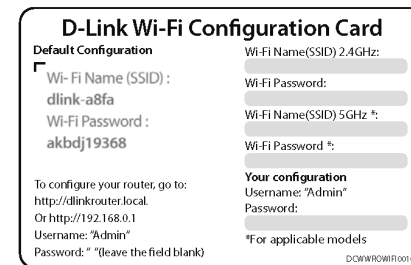 D-Link Wi-Fi Configuration Card
Default Configuration
Wi- Fi Name (SSID) :
dlink-a8fa
Wi-Fi Password :
akbdj19368
To configure your router, go to:
http://dlinkrouter.local.
Or http://192.168.0.1
Username: "Admin"
Password: " "(leave the field blank)
Wi-Fi Name(SSID) 2.4GHz:
Wi-Fi Password:
Wi-Fi Name(SSID) 5GHz *:
Wi-Fi Password *:
Your configuration
Username: "Admin"
Password:
*For applicable models